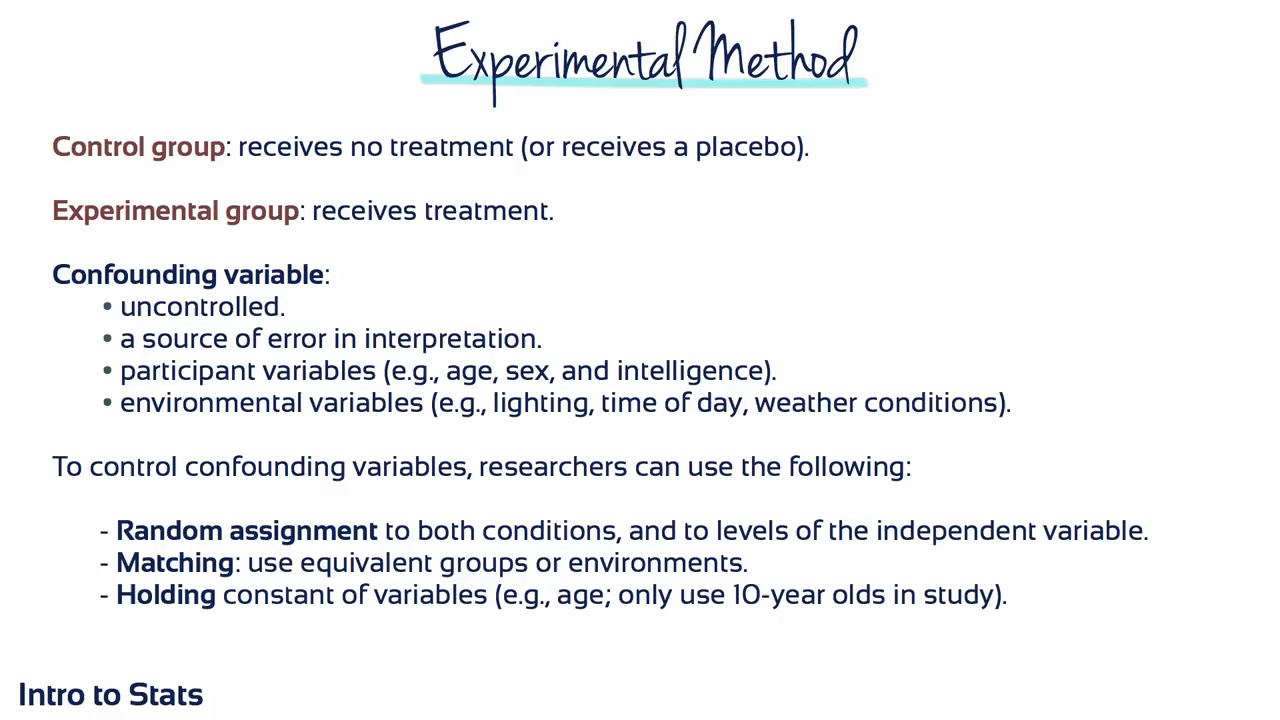 Experimental Method
Control group: receives no treatment (or receives a placebo).
Experimental group: receives treatment.
Confounding variable:
• uncontrolled.
• a source of error in interpretation.
• participant variables (e.g., age, sex, and intelligence).
• environmental variables (e.g., lighting, time of day, weather conditions).
To control confounding variables, researchers can use the following:
- Random assignment to both conditions, and to levels of the independent variable.
- Matching: use equivalent groups or environments.
- Holding constant of variables (e.g., age; only use 10-year olds in study).
Intro to Stats